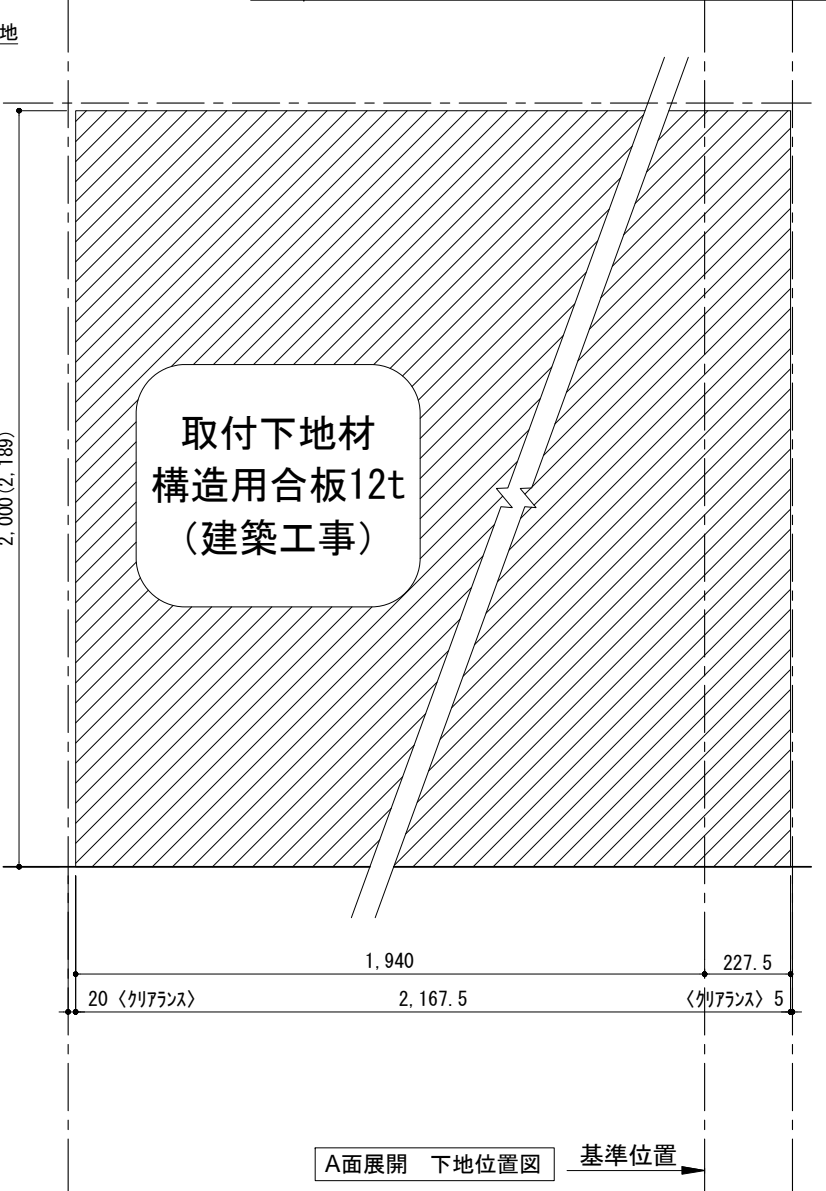 地
2,000(2,189)
取付下地材
構造用合板12t
(建築工事)
1,940 227.5
20 〈クリアランス〉 2,167.5 〈クリアランス〉 5
A面展開 下地位置図 基準位置